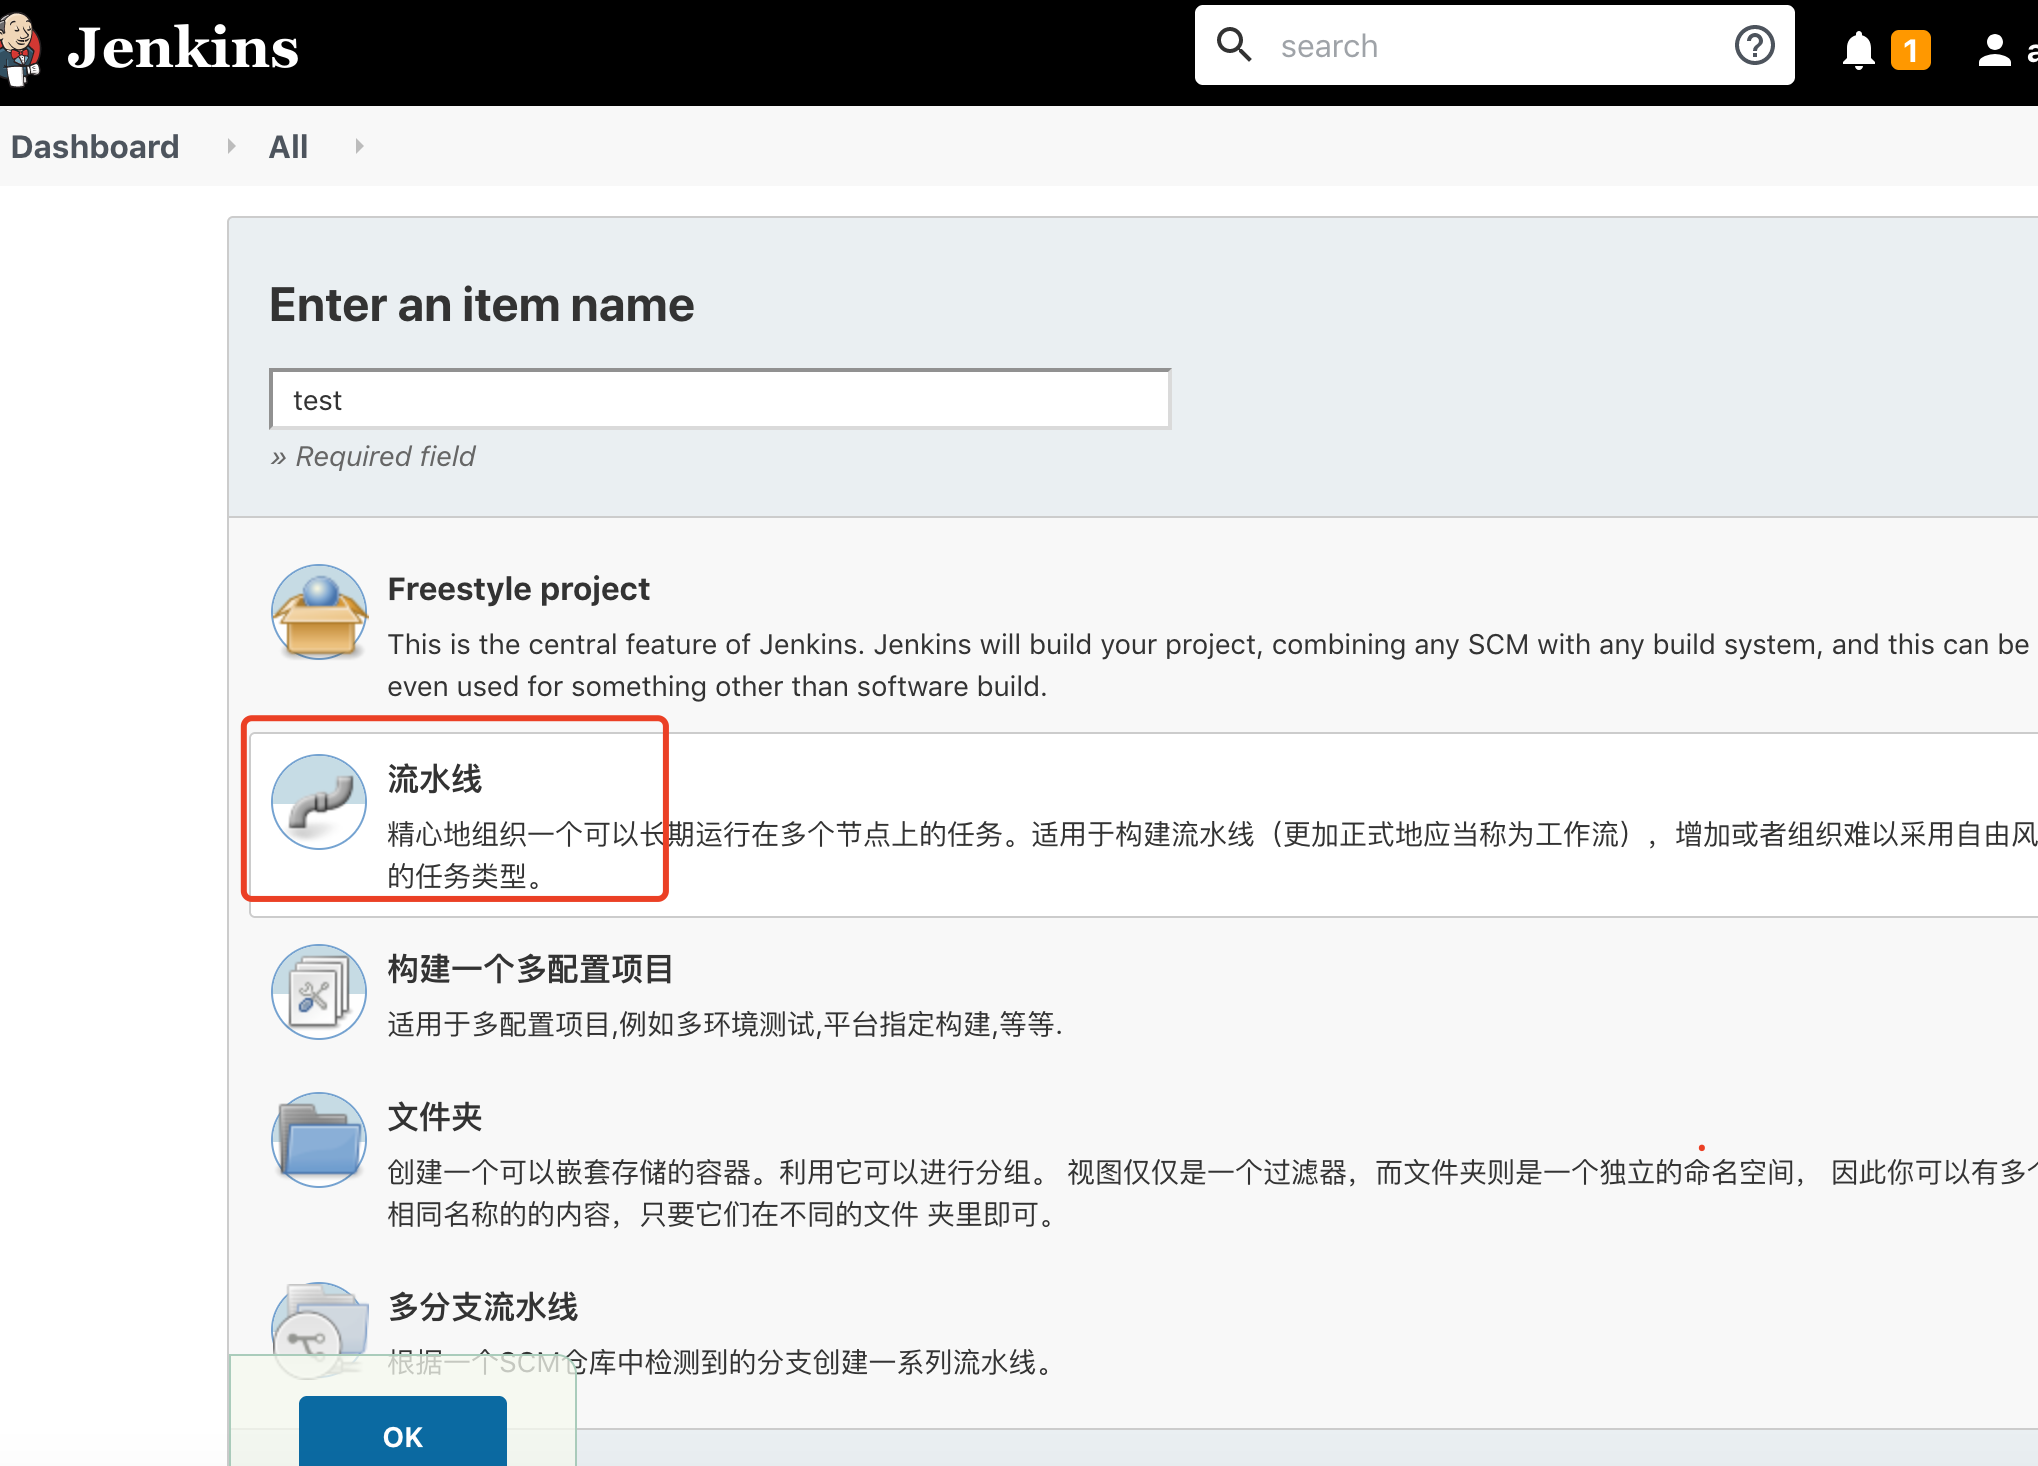 Jenkins
search
1
Dashboard
All
Enter an item name
test
» Required field
Freestyle project
This is the central feature of Jenkins. Jenkins will build your project, combining any SCM with any build system, and this can be
even used for something other than software build.
流水线
精心地组织一个可以长期运行在多个节点上的任务。适用于构建流水线（更加正式地应当称为工作流），增加或者组织难以采用自由风
的任务类型。
构建一个多配置项目
适用于多配置项目,例如多环境测试,平台指定构建,等等.
文件夹
创建一个可以嵌套存储的容器。利用它可以进行分组。 视图仅仅是一个过滤器，而文件夹则是一个独立的命名空间， 因此你可以有多个
相同名称的的内容，只要它们在不同的文件 夹里即可。
多分支流水线
根据一个SCM仓库中检测到的分支创建一系列流水线。
OK